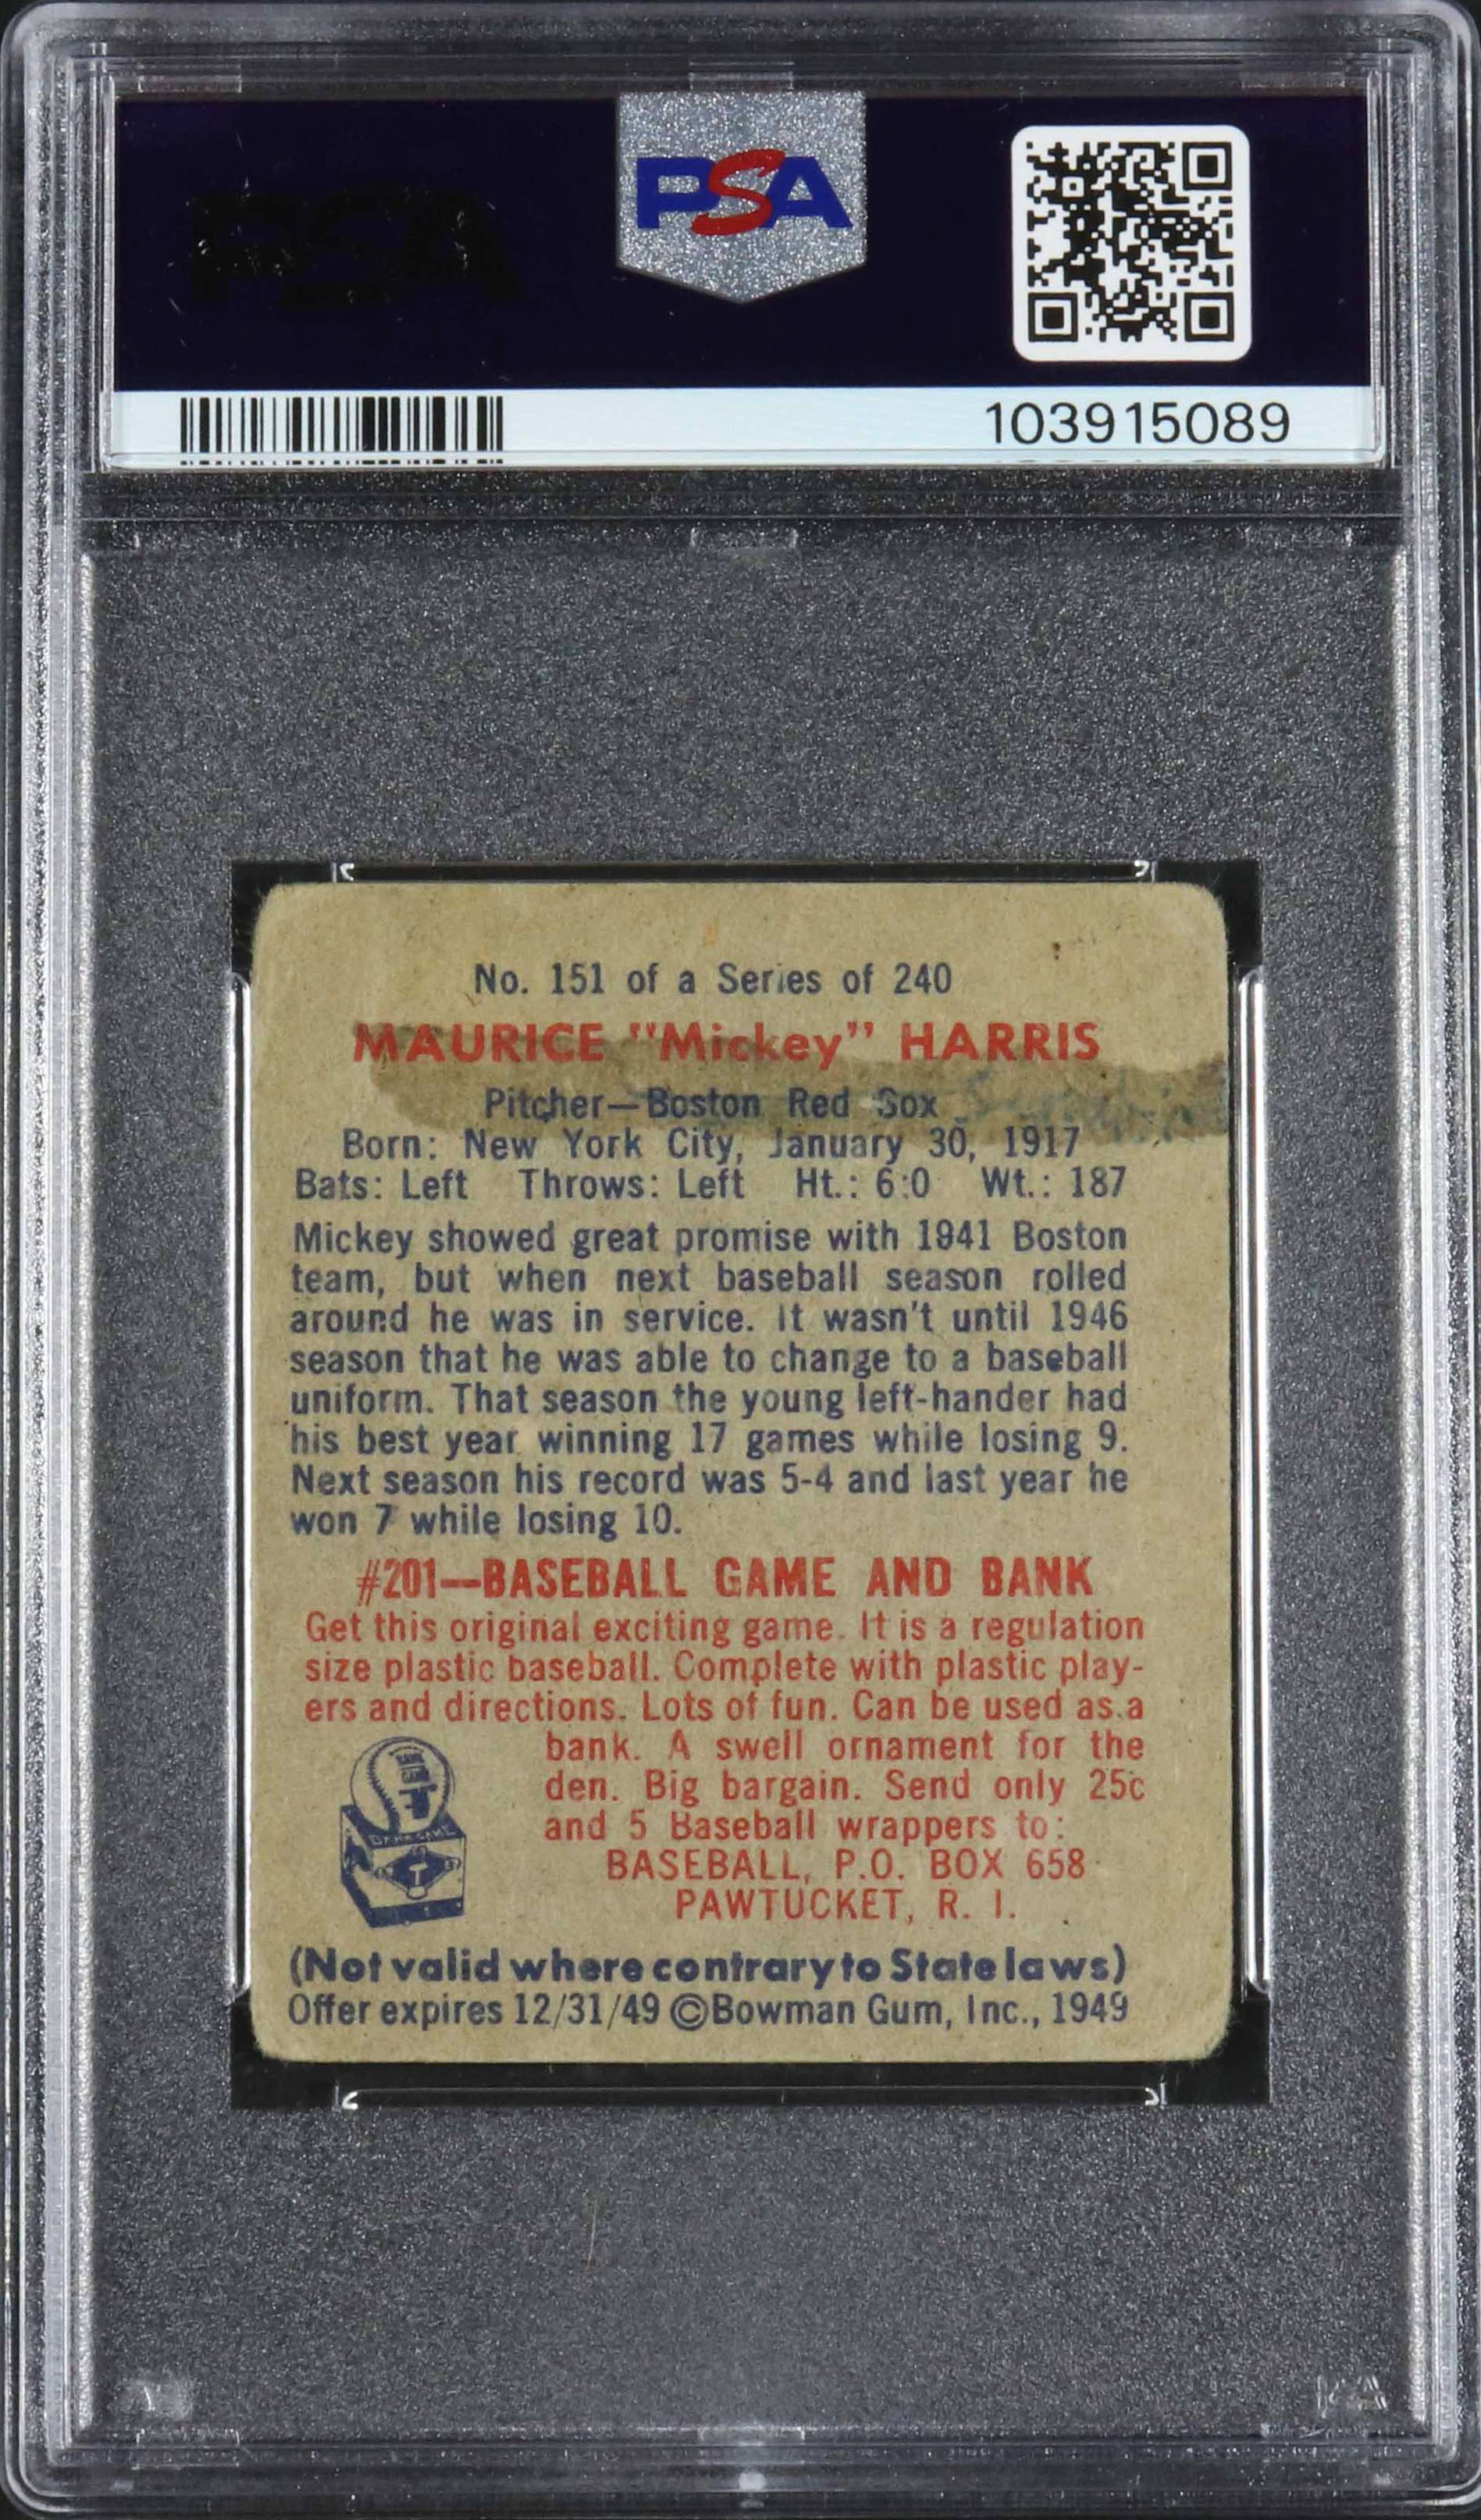 PSA
PSA
103915089
No. 151 of a Series of 240
MAURICE "Mickey" HARRIS
Pitcher—Boston Red Sox
Born: New York City, January 30, 1917
Bats: Left Throws: Left Ht.: 6:0 Wt.: 187
Mickey showed great promise with 1941 Boston
team, but when next baseball season rolled
around he was in service. It wasn't until 1946
season that he was able to change to a baseball
uniform. That season the young left-hander had
his best year winning 17 games while losing 9.
Next season his record was 5-4 and last year he
won 7 while losing 10.
#201—BASEBALL GAME AND BANK
Get this original exciting game. It is a regulation
size plastic baseball. Complete with plastic play-
ers and directions. Lots of fun. Can be used as a
bank. A swell ornament for the
den. Big bargain. Send only 25c
and 5 Baseball wrappers to:
BASEBALL, P.O. BOX 658
PAWTUCKET, R. I.
(Not valid where contrary to State laws)
Offer expires 12/31/49 ©Bowman Gum, Inc., 1949